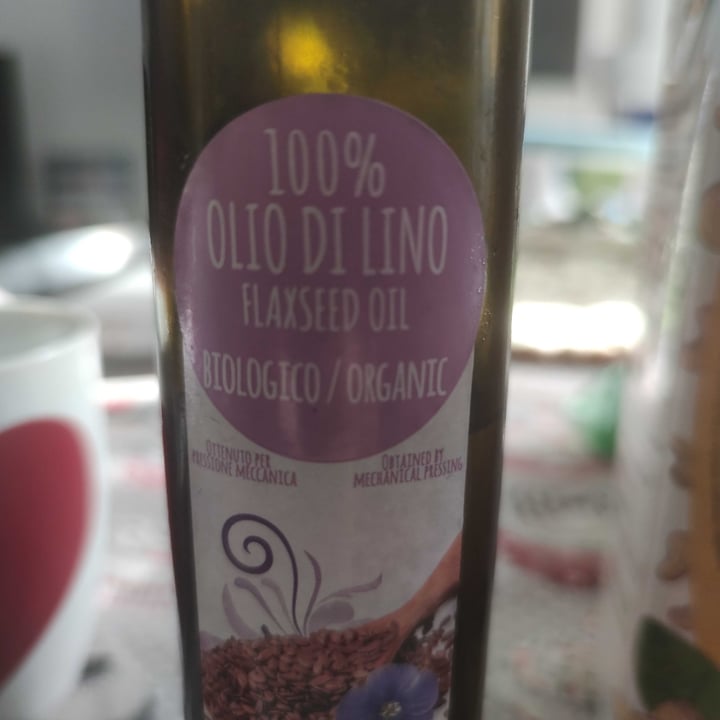 100%
OLIO DI LINO
FLAXSEED OIL
BIOLOGICO / ORGANIC
OTTENUTO PER
PRESSIONE MECCANICA
OBTAINED BY
MECHANICAL PRESSING